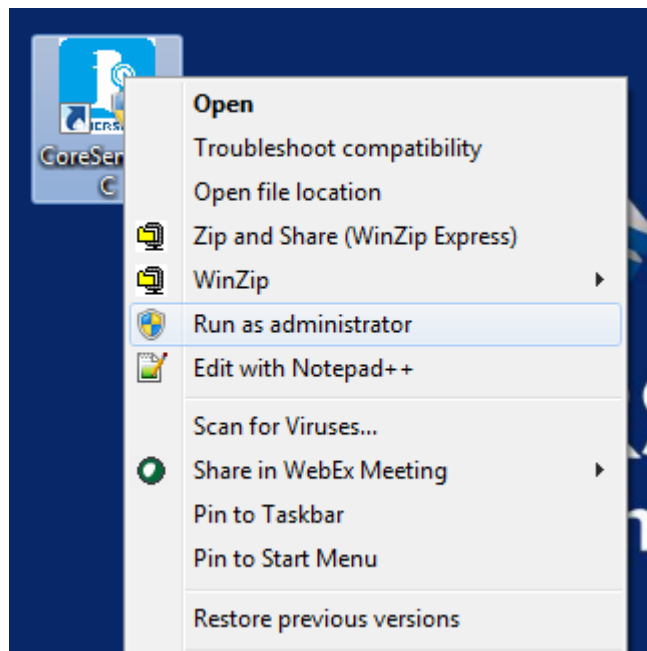 Open
Troubleshoot compatibility
Open file location
Zip and Share (WinZip Express)
WinZip
Run as administrator
Edit with Notepad++
Scan for Viruses...
Share in WebEx Meeting
Pin to Taskbar
Pin to Start Menu
Restore previous versions